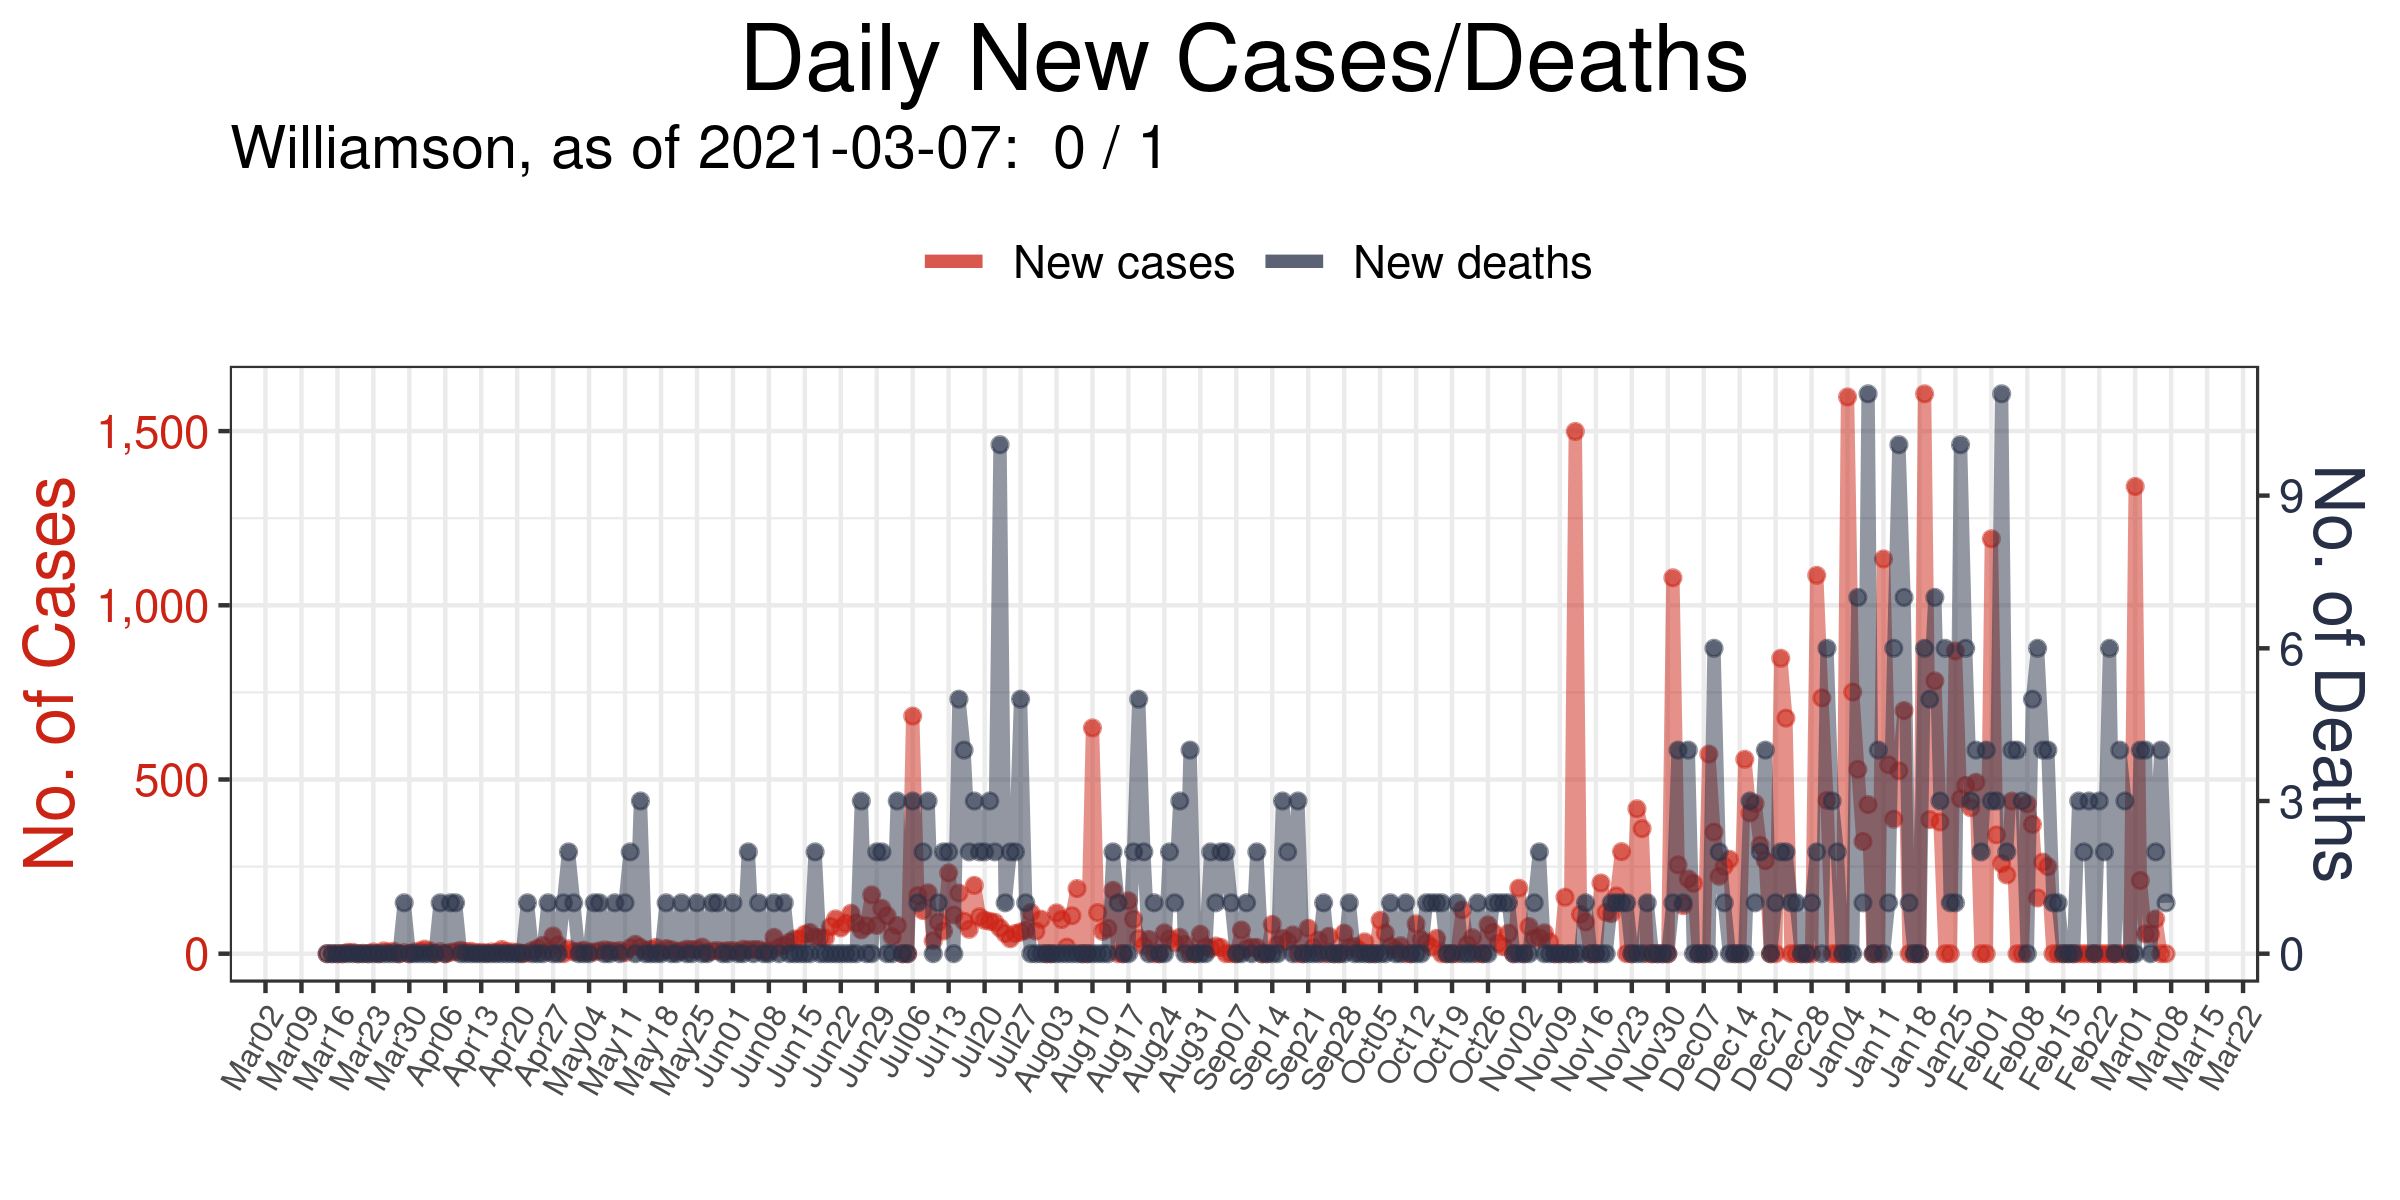 Daily New Cases/Deaths
Williamson, as of 2021-03-07:  0 / 1
New cases
New deaths
No. of Cases
1,500
1,000
500
0
No. of Deaths
9
6
3
0
Mar02
Mar09
Mar16
Mar23
Mar30
Apr06
Apr13
Apr20
Apr27
May04
May11
May18
May25
Jun01
Jun08
Jun15
Jun22
Jun29
Jul06
Jul13
Jul20
Jul27
Aug03
Aug10
Aug17
Aug24
Aug31
Sep07
Sep14
Sep21
Sep28
Oct05
Oct12
Oct19
Oct26
Nov02
Nov09
Nov16
Nov23
Nov30
Dec07
Dec14
Dec21
Dec28
Dec04
Jan11
Jan18
Jan25
Jan25
Feb01
Feb08
Feb15
Feb22
Mar01
Mar08
Mar15
Mar22